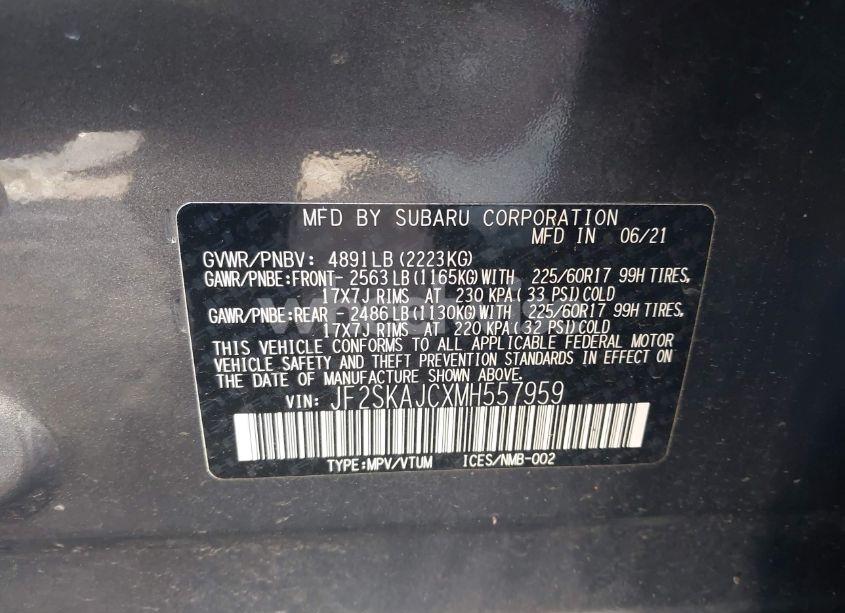 MFD BY SUBARU CORPORATION
MFD IN 06/21
GVWR/PNBV: 4891LB (2223KG)
GAWR/PNBE:FRONT- 2563LB (1165KG) WITH 225/60R17 99H TIRES,
17X7J RIMS AT 230 KPA( 33 PSI) COLD
GAWR/PNBE:REAR - 2486LB (1130KG) WITH 225/60R17 99H TIRES,
17X7J RIMS AT 220 KPA( 32 PSI) COLD
THIS VEHICLE CONFORMS TO ALL APPLICABLE FEDERAL MOTOR
VEHICLE SAFETY AND THEFT PREVENTION STANDARDS IN EFFECT ON
THE DATE OF MANUFACTURE SHOWN ABOVE.
VIN: JF2SKAJCXMH557959
TYPE:MPV/VTUM ICES/NMB-002